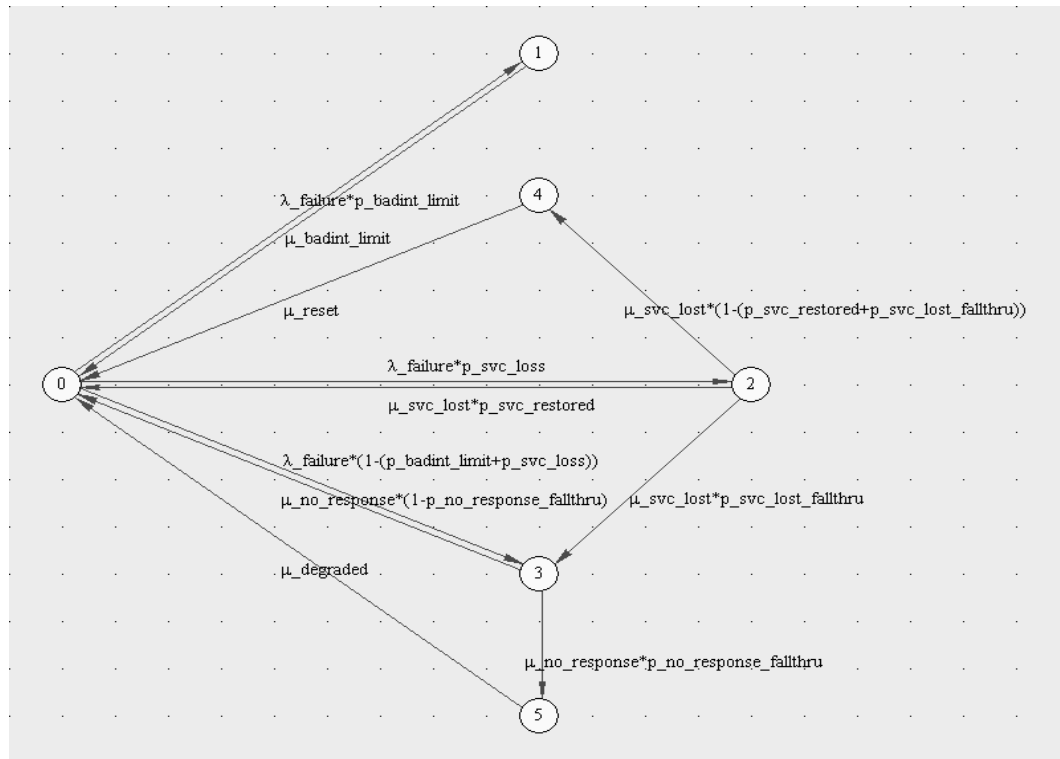 1
λ_failure*p_badint_limit
4
μ_badint_limit
μ_reset
μ_svc_lost*(1-(p_svc_restored+p_svc_lost_fallthru))
λ_failure*p_svc_loss
0
2
μ_svc_lost*p_svc_restored
λ_failure*(1-(p_badint_limit+p_svc_loss))
μ_no_response*(1-p_no_response_fallthru)
μ_svc_lost*p_svc_lost_fallthru
μ_degraded
3
μ_no_response*p_no_response_fallthru
5